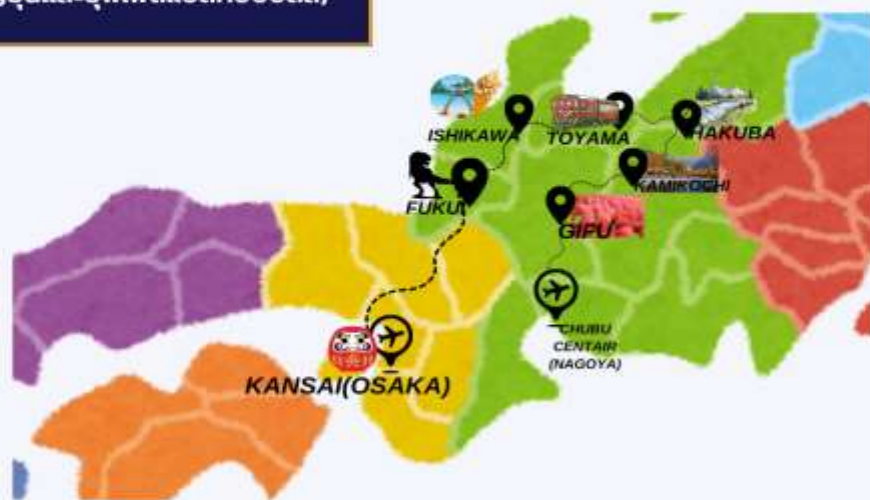 ISHIKAWA
TOYAMA
HAKUBA
KAMIKOCHI
FUKUI
GIFU
CHUBU
CENTAIR
(NAGOYA)
KANSAI(OSAKA)